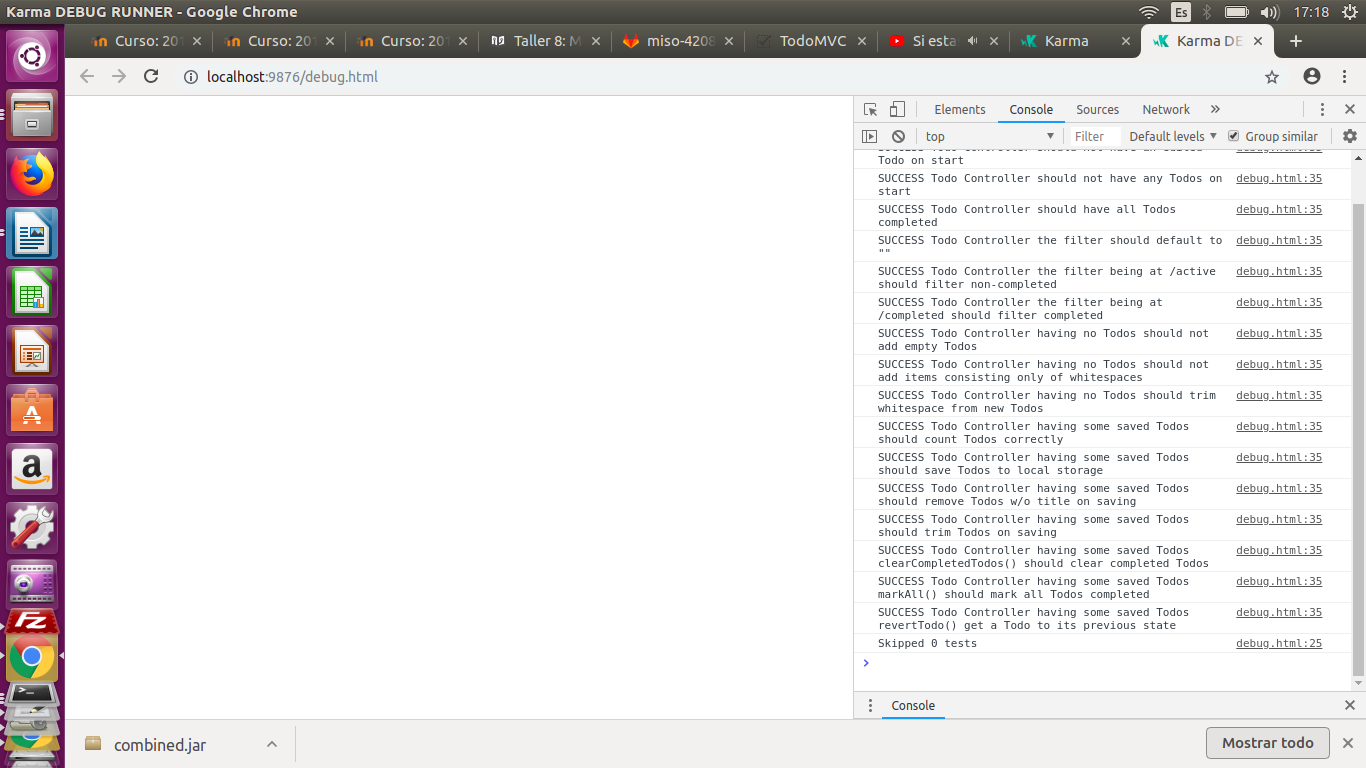 Karma DEBUG RUNNER - Google Chrome
Es
17:18
Curso: 201
Curso: 201
Curso: 201
Taller 8: M
miso-4208
TodoMVC
Si esta
Karma
Karma DE
localhost:9876/debug.html
Elements
Console
Sources
Network
top
Filter
Default levels
Group similar
Todo on start
SUCCESS Todo Controller should not have any Todos on
start
debug.html:35
SUCCESS Todo Controller should have all Todos
completed
debug.html:35
SUCCESS Todo Controller the filter should default to
""
debug.html:35
SUCCESS Todo Controller the filter being at /active
should filter non-completed
debug.html:35
SUCCESS Todo Controller the filter being at
/completed should filter completed
debug.html:35
SUCCESS Todo Controller having no Todos should not
add empty Todos
debug.html:35
SUCCESS Todo Controller having no Todos should not
add items consisting only of whitespaces
debug.html:35
SUCCESS Todo Controller having no Todos should trim
whitespace from new Todos
debug.html:35
SUCCESS Todo Controller having some saved Todos
should count Todos correctly
debug.html:35
SUCCESS Todo Controller having some saved Todos
should save Todos to local storage
debug.html:35
SUCCESS Todo Controller having some saved Todos
should remove Todos w/o title on saving
debug.html:35
SUCCESS Todo Controller having some saved Todos
should trim Todos on saving
debug.html:35
SUCCESS Todo Controller having some saved Todos
clearCompletedTodos() should clear completed Todos
debug.html:35
SUCCESS Todo Controller having some saved Todos
markAll() should mark all Todos completed
debug.html:35
SUCCESS Todo Controller having some saved Todos
revertTodo() get a Todo to its previous state
debug.html:35
Skipped 0 tests
debug.html:25
Console
combined.jar
Mostrar todo